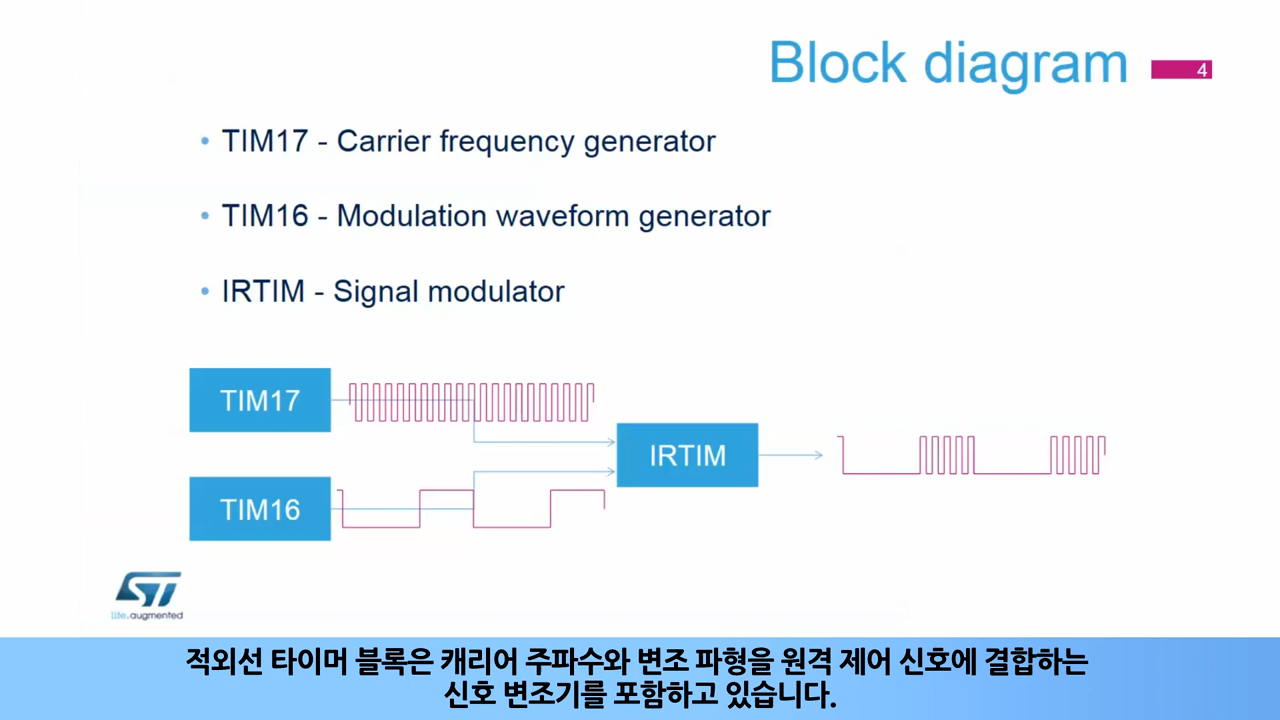 Block diagram
4
• TIM17 - Carrier frequency generator
• TIM16 - Modulation waveform generator
• IRTIM - Signal modulator
TIM17
IRTIM
TIM16
ST
life.augmented
적외선 타이머 블록은 캐리어 주파수와 변조 파형을 원격 제어 신호에 결합하는
신호 변조기를 포함하고 있습니다.